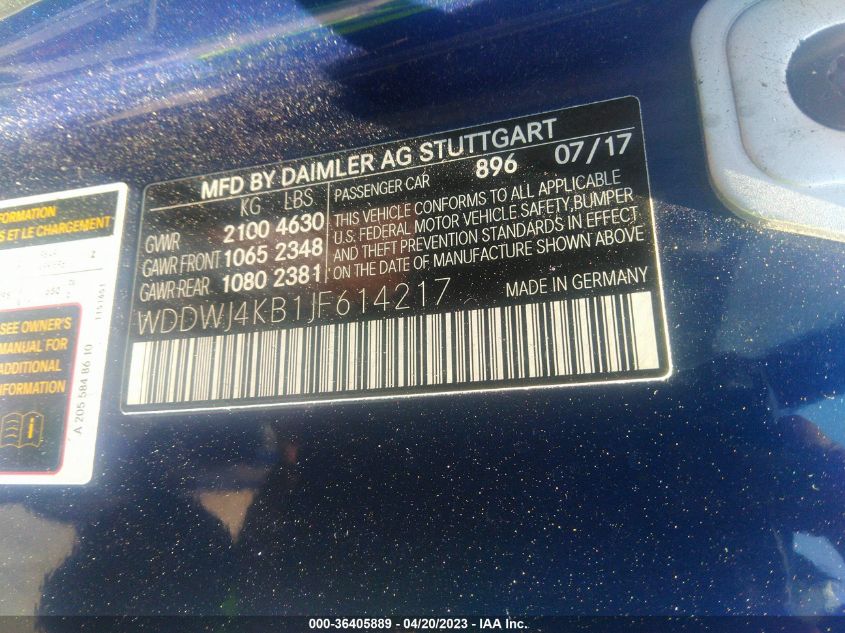 MFD BY DAIMLER AG STUTTGART
KG LBS
GVWR 2100 4630
GAWR FRONT 1065 2348
GAWR REAR 1080 2381
PASSENGER CAR 896 07/17
THIS VEHICLE CONFORMS TO ALL APPLICABLE
U.S. FEDERAL MOTOR VEHICLE SAFETY, BUMPER
AND THEFT PREVENTION STANDARDS IN EFFECT
ON THE DATE OF MANUFACTURE SHOWN ABOVE
WDDWJ4KB1JF614217 MADE IN GERMANY
FORMATION
S ET LE CHARGEMENT
SEE OWNER'S
MANUAL FOR
ADDITIONAL
INFORMATION
A 205 584 86 10
000-36405889 - 04/20/2023 - IAA Inc.